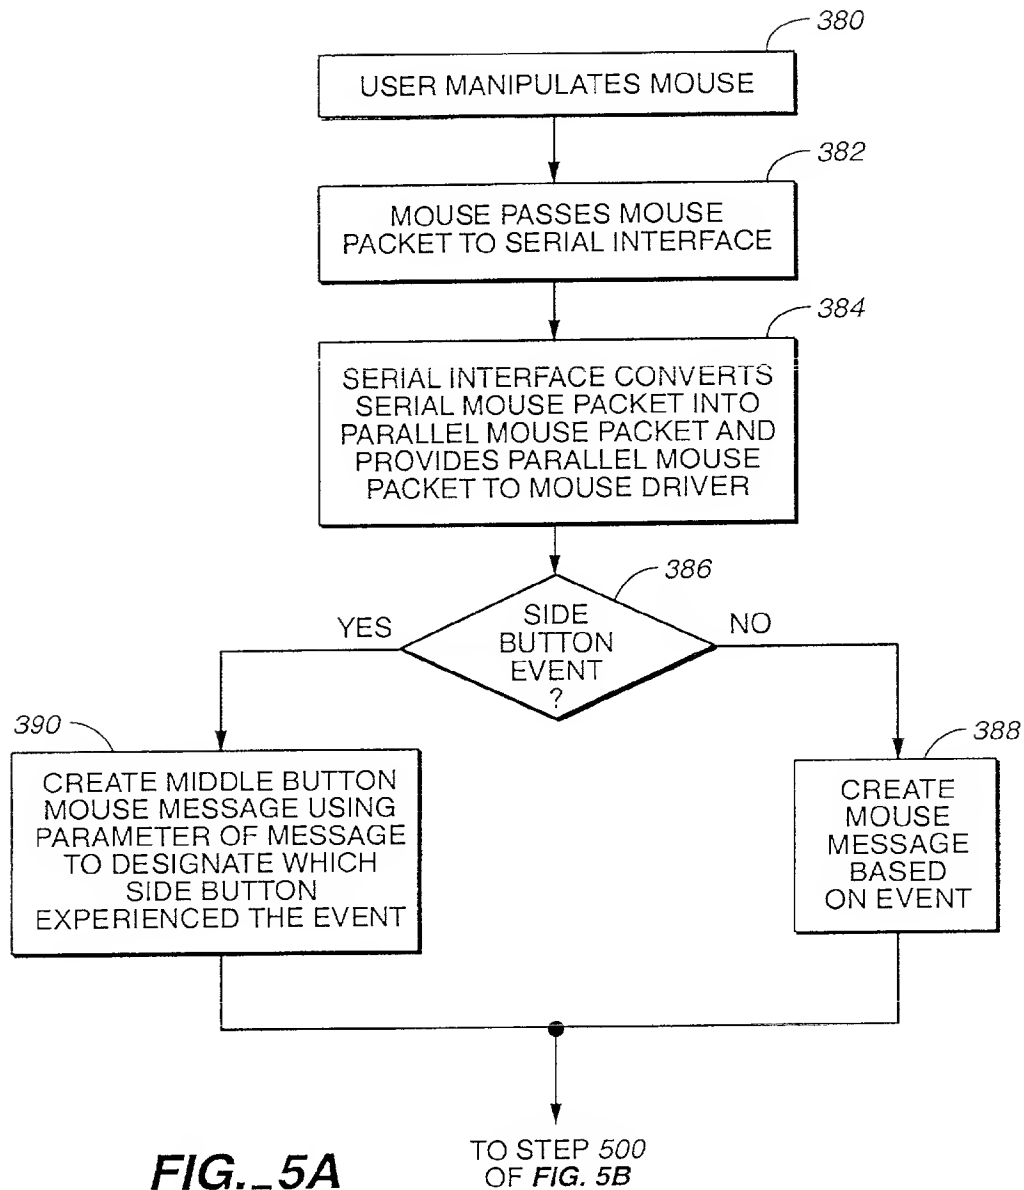 380
USER MANIPULATES MOUSE
382
MOUSE PASSES MOUSE
PACKET TO SERIAL INTERFACE
384
SERIAL INTERFACE CONVERTS
SERIAL MOUSE PACKET INTO
PARALLEL MOUSE PACKET AND
PROVIDES PARALLEL MOUSE
PACKET TO MOUSE DRIVER
386
SIDE
BUTTON
EVENT
?
YES
NO
390
CREATE MIDDLE BUTTON
MOUSE MESSAGE USING
PARAMETER OF MESSAGE
TO DESIGNATE WHICH
SIDE BUTTON
EXPERIENCED THE EVENT
388
CREATE
MOUSE
MESSAGE
BASED
ON EVENT
TO STEP 500
OF FIG. 5B
FIG._5A